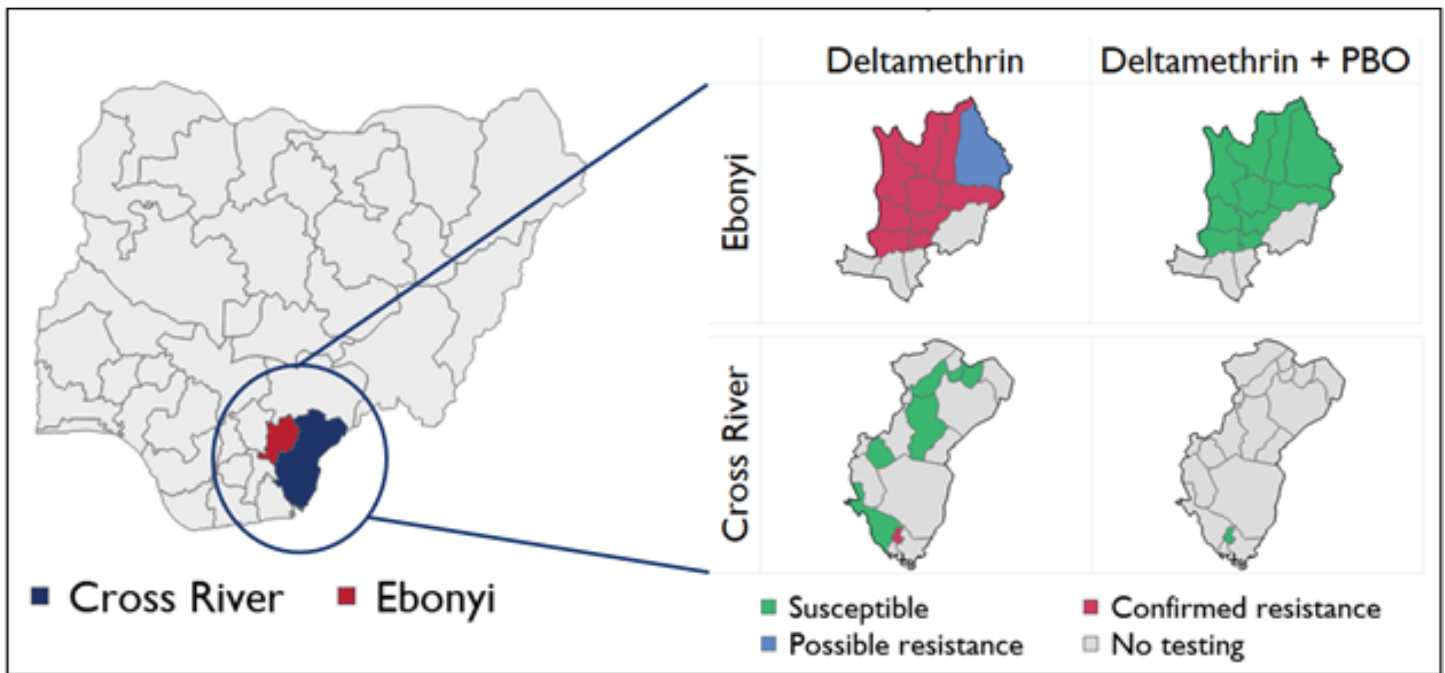 Deltamethrin
Deltamethrin + PBO
Ebonyi
Cross River
Cross River
Ebonyi
Susceptible
Confirmed resistance
Possible resistance
No testing